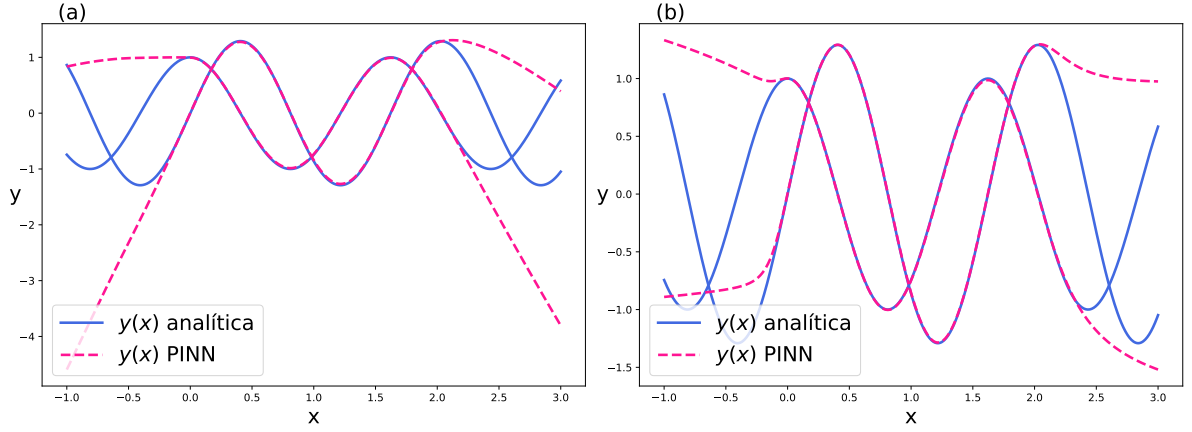 (a)
y
1
0
−1
−2
−3
−4
y(x) analítica
y(x) PINN
−1.0 −0.5 0.0 0.5 1.0 1.5 2.0 2.5 3.0
x
(b)
y
1.0
0.5
0.0
−0.5
−1.0
−1.5
y(x) analítica
y(x) PINN
−1.0 −0.5 0.0 0.5 1.0 1.5 2.0 2.5 3.0
x